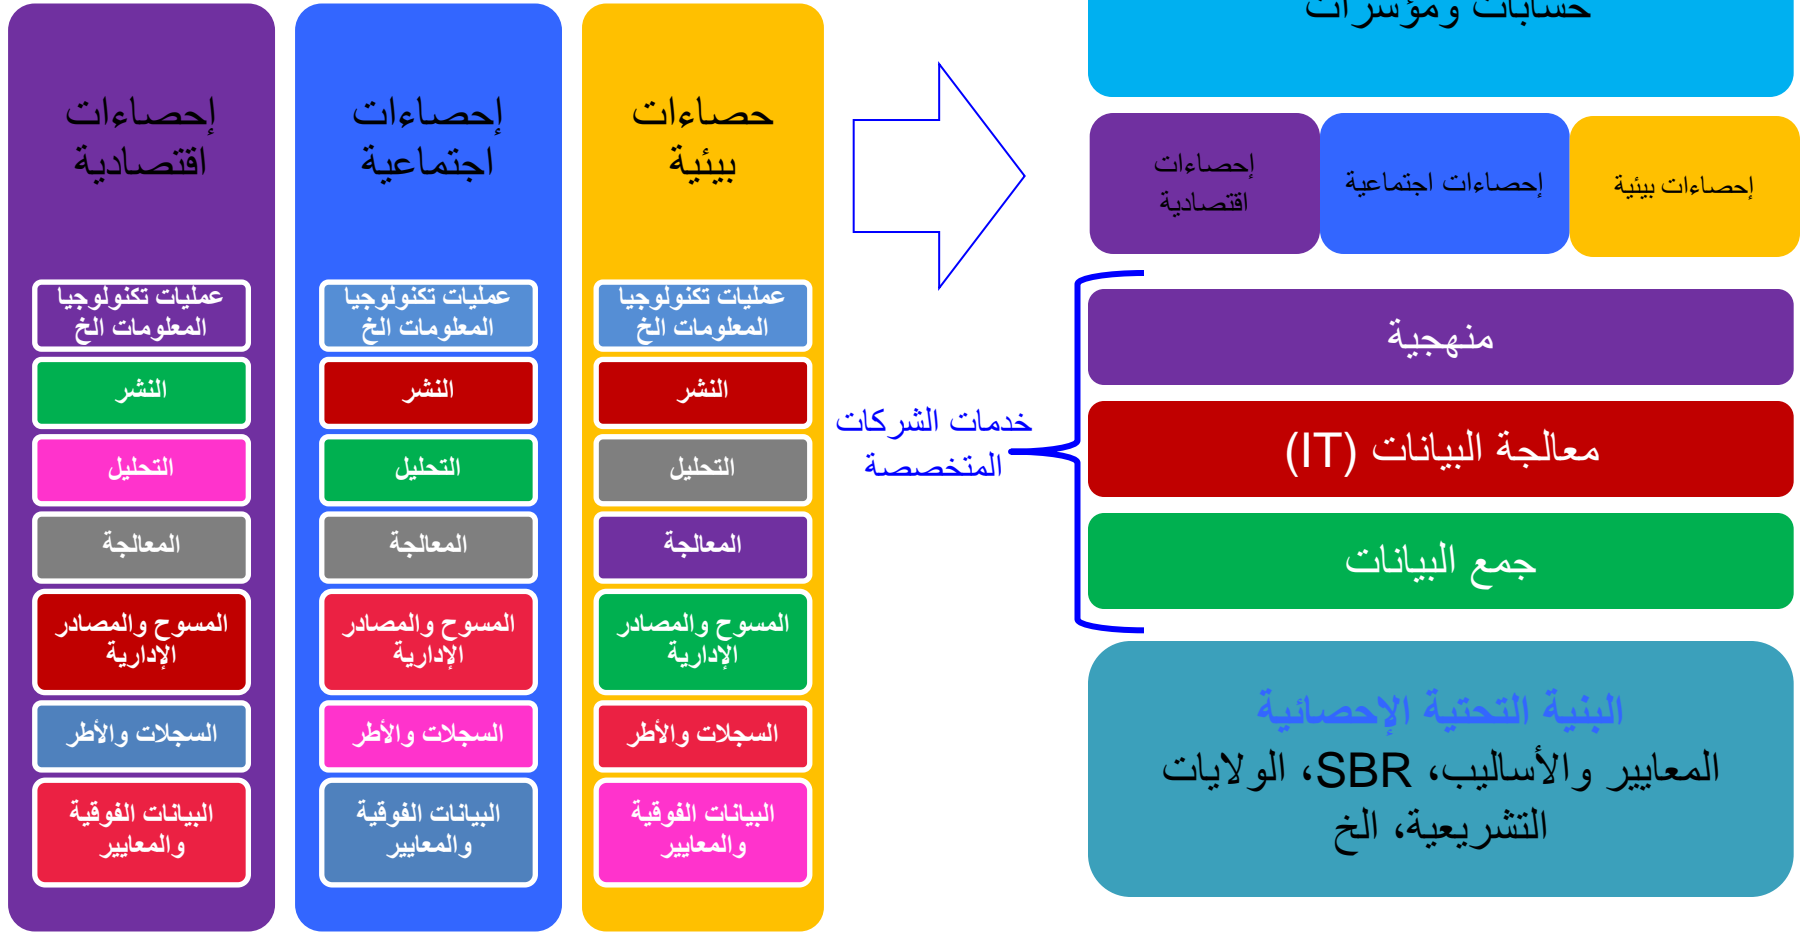 إحصاءات
اقتصادية
عمليات تكنولوجيا
المعلومات الخ
النشر
التحليل
المعالجة
المسوح والمصادر
الإدارية
السجلات والأطر
البيانات الفوقية
والمعايير
إحصاءات
اجتماعية
عمليات تكنولوجيا
المعلومات الخ
النشر
التحليل
المعالجة
المسوح والمصادر
الإدارية
السجلات والأطر
البيانات الفوقية
والمعايير
حصاءات
بيئية
عمليات تكنولوجيا
المعلومات الخ
النشر
التحليل
المعالجة
المسوح والمصادر
الإدارية
السجلات والأطر
البيانات الفوقية
والمعايير
حسابات ومؤشرات
إحصاءات
اقتصادية
إحصاءات اجتماعية
إحصاءات بيئية
خدمات الشركات
المتخصصة
منهجية
معالجة البيانات (IT)
جمع البيانات
البنية التحتية الإحصائية
المعايير والأساليب، SBR، الولايات
التشريعية، الخ